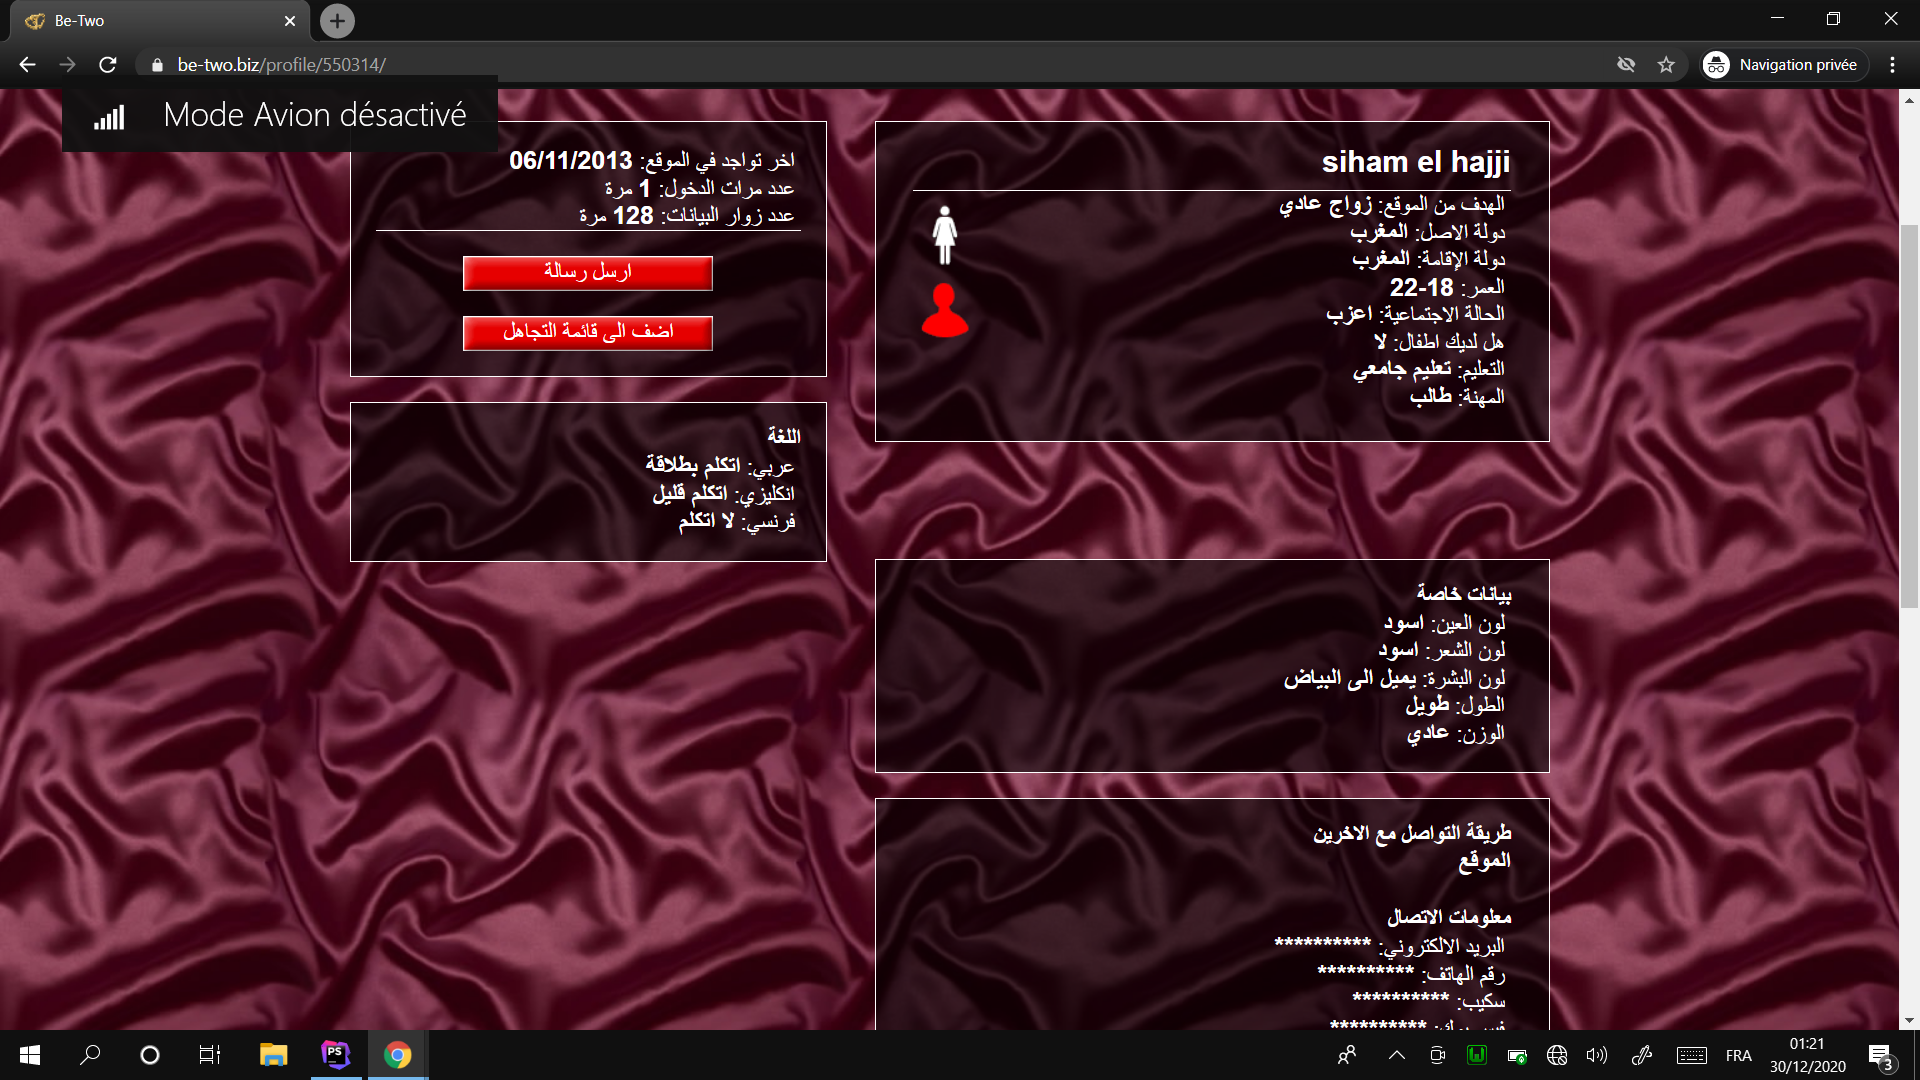 Be-Two
be-two.biz/profile/550314/
Navigation privée
Mode Avion désactivé
siham el hajji
الهدف من الموقع: زواج عادي
دولة الاصل: المغرب
دولة الإقامة: المغرب
العمر: 18-22
الحالة الاجتماعية: اعزب
هل لديك اطفال: لا
التعليم: تعليم جامعي
المهنة: طالب
اخر تواجد في الموقع: 06/11/2013
عدد مرات الدخول: 1 مرة
عدد زوار البيانات: 128 مرة
ارسل رسالة
اضف الى قائمة التجاهل
اللغة
عربي: اتكلم بطلاقة
انكليزي: اتكلم قليل
فرنسي: لا اتكلم
بيانات خاصة
لون العين: اسود
لون الشعر: اسود
لون البشرة: يميل الى البياض
الطول: طويل
الوزن: عادي
طريقة التواصل مع الاخرين
الموقع
معلومات الاتصال
البريد الالكتروني: **********
رقم الهاتف: **********
سكيب: **********
PS
FRA
01:21
30/12/2020
3